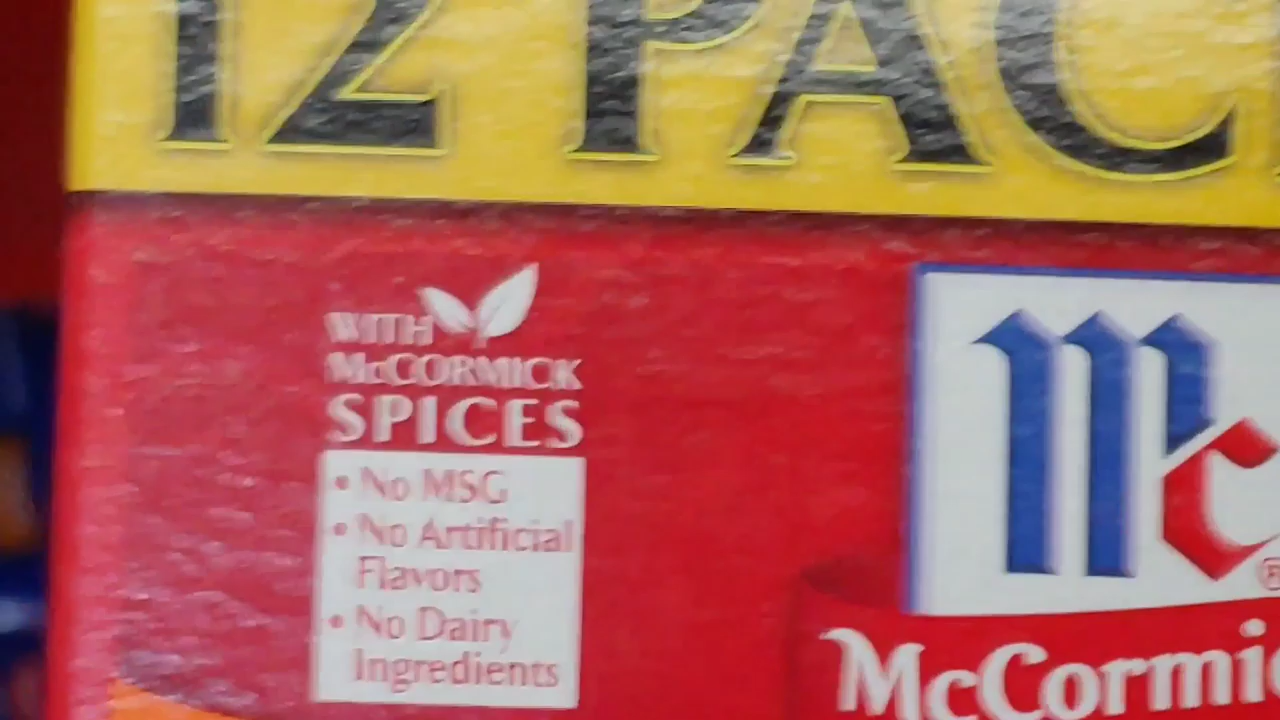 12 PAC
WITH
McCORMICK
SPICES
• No MSG
• No Artificial
Flavors
• No Dairy
Ingredients
Mc
®
McCormic